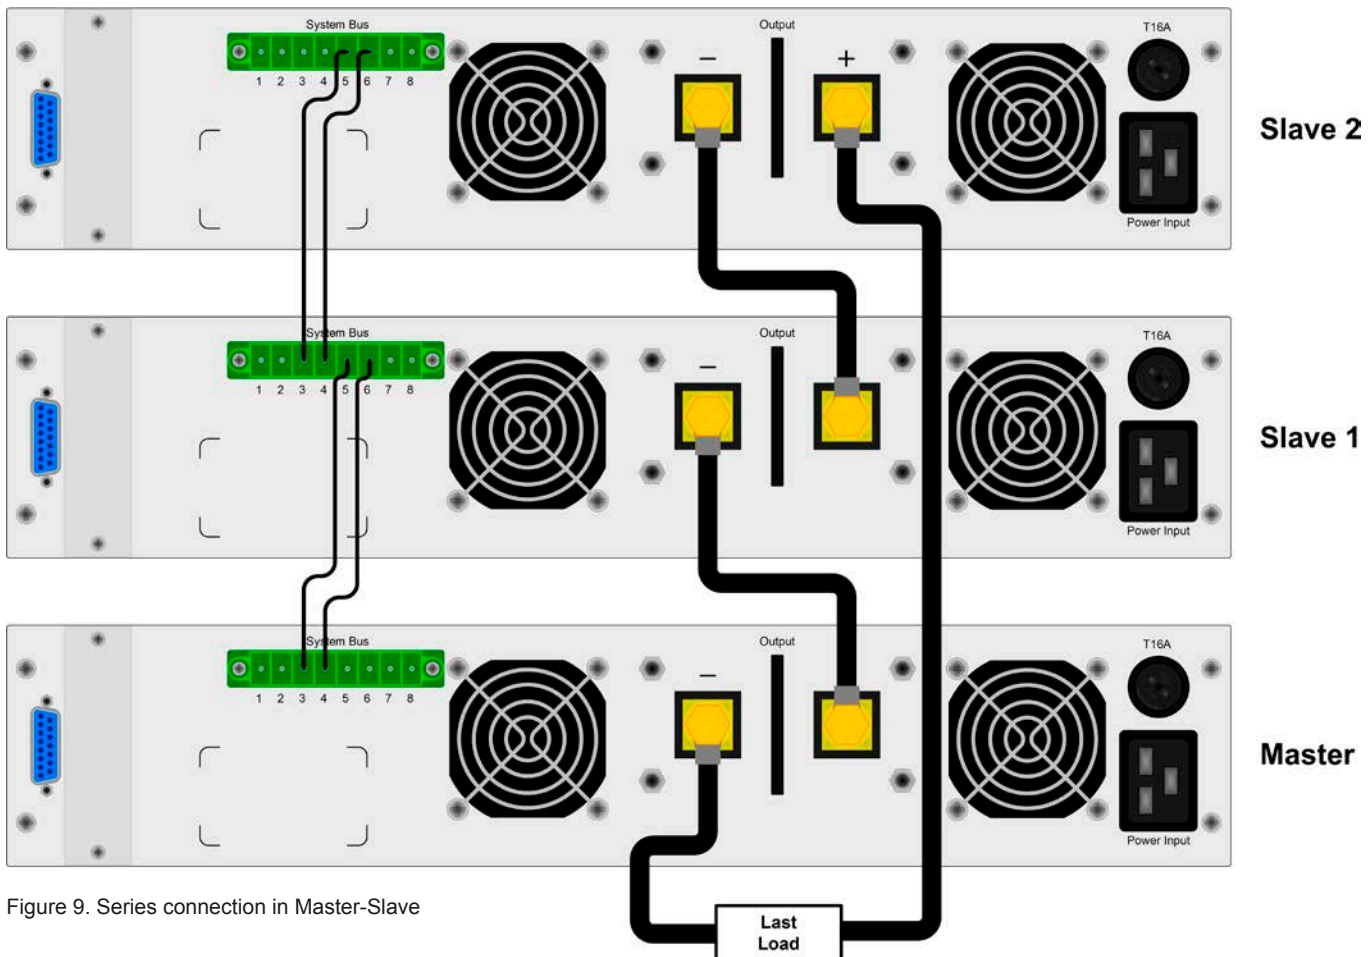 System Bus
Output
T16A
1 2 3 4 5 6 7 8
− +
Power Input
Slave 2
System Bus
Output
T16A
1 2 3 4 5 6 7 8
−
Power Input
Slave 1
System Bus
Output
T16A
1 2 3 4 5 6 7 8
−
Power Input
Master
Figure 9. Series connection in Master-Slave
Last
Load